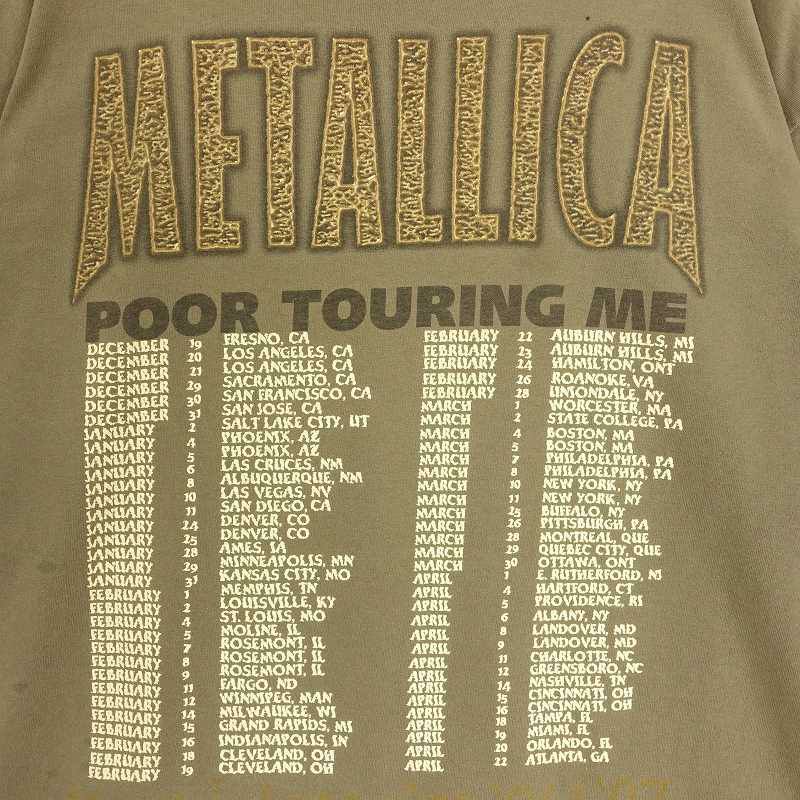 METALLICA
POOR TOURING ME
DECEMBER 19 FRESNO, CA
DECEMBER 20 LOS ANGELES, CA
DECEMBER 21 LOS ANGELES, CA
DECEMBER 29 SACRAMENTO, CA
DECEMBER 30 SAN FRANCISCO, CA
DECEMBER 31 SAN JOSE, CA
JANUARY 2 SALT LAKE CITY, UT
JANUARY 4 PHOENIX, AZ
JANUARY 5 PHOENIX, AZ
JANUARY 6 LAS CRUCES, NM
JANUARY 8 ALBUQUERQUE, NM
JANUARY 10 LAS VEGAS, NV
JANUARY 11 SAN DIEGO, CA
JANUARY 24 DENVER, CO
JANUARY 25 DENVER, CO
JANUARY 28 AMES, IA
JANUARY 29 MINNEAPOLIS, MN
JANUARY 31 KANSAS CITY, MO
FEBRUARY 1 MEMPHIS, TN
FEBRUARY 2 LOUISVILLE, KY
FEBRUARY 4 ST. LOUIS, MO
FEBRUARY 5 MOLINE, IL
FEBRUARY 7 ROSEMONT, IL
FEBRUARY 8 ROSEMONT, IL
FEBRUARY 9 ROSEMONT, IL
FEBRUARY 11 FARGO, ND
FEBRUARY 12 WINNIPEG, MAN
FEBRUARY 14 MILWAUKEE, WI
FEBRUARY 15 GRAND RAPIDS, MI
FEBRUARY 16 INDIANAPOLIS, IN
FEBRUARY 18 CLEVELAND, OH
FEBRUARY 19 CLEVELAND, OH
FEBRUARY 22 AUBURN HILLS, MI
FEBRUARY 23 AUBURN HILLS, MI
FEBRUARY 24 HAMILTON, ONT
FEBRUARY 26 ROANOKE, VA
FEBRUARY 28 UNIONDALE, NY
MARCH 1 WORCESTER, MA
MARCH 2 STATE COLLEGE, PA
MARCH 4 BOSTON, MA
MARCH 5 BOSTON, MA
MARCH 7 PHILADELPHIA, PA
MARCH 8 PHILADELPHIA, PA
MARCH 10 NEW YORK, NY
MARCH 11 NEW YORK, NY
MARCH 25 BUFFALO, NY
MARCH 26 PITTSBURGH, PA
MARCH 28 MONTREAL, QUE
MARCH 29 QUEBEC CITY, QUE
MARCH 30 OTTAWA, ONT
APRIL 1 E. RUTHERFORD, NJ
APRIL 4 HARTFORD, CT
APRIL 5 PROVIDENCE, RI
APRIL 6 ALBANY, NY
APRIL 8 LANDOVER, MD
APRIL 9 LANDOVER, MD
APRIL 11 CHARLOTTE, NC
APRIL 12 GREENSBORO, NC
APRIL 14 NASHVILLE, TN
APRIL 15 CINCINNATI, OH
APRIL 16 CINCINNATI, OH
APRIL 18 TAMPA, FL
APRIL 19 MIAMI, FL
APRIL 20 ORLANDO, FL
APRIL 22 ATLANTA, GA